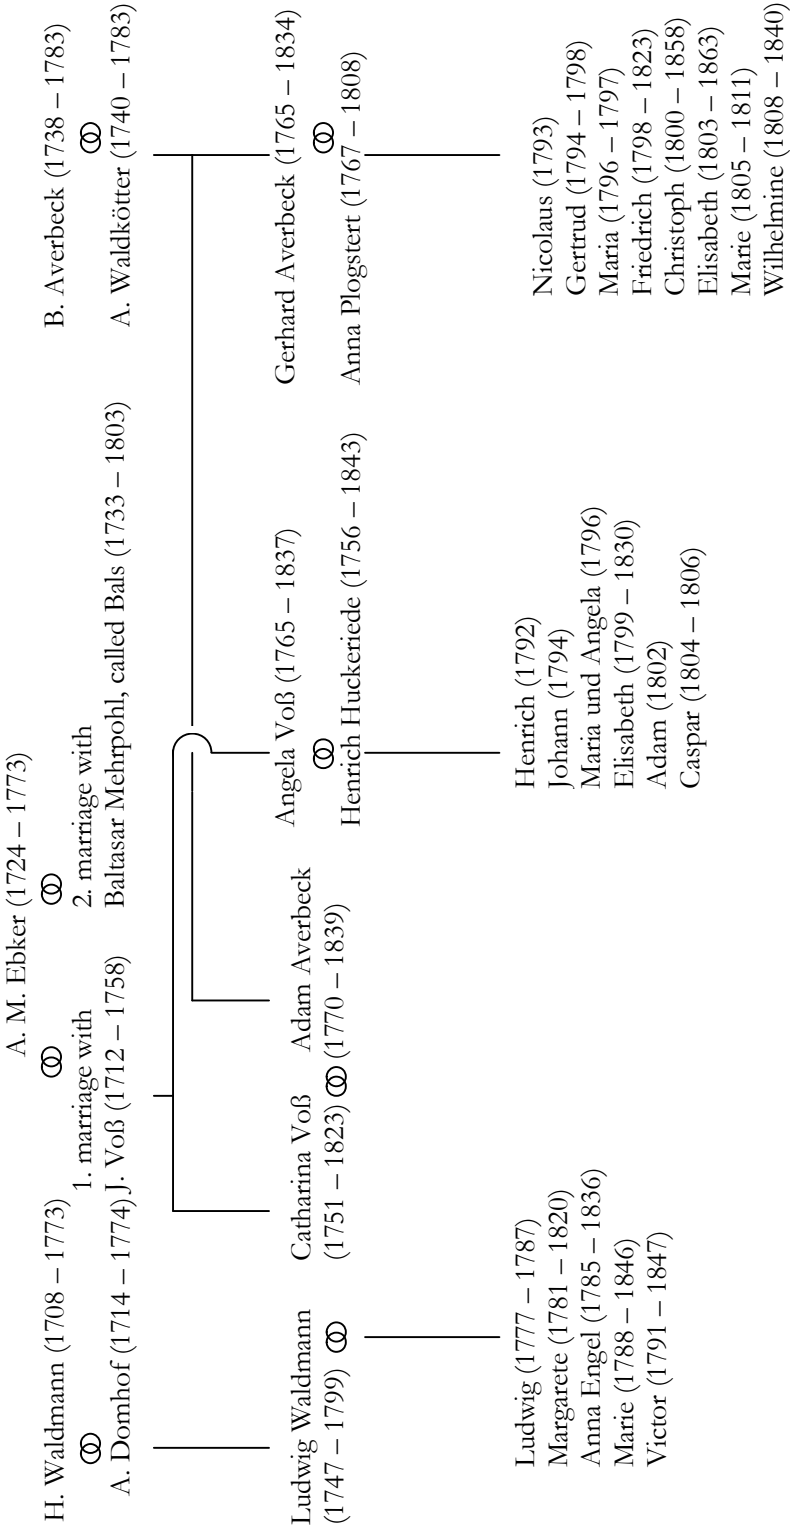 A. M. Ebker (1724 – 1773)
H. Waldmann (1708 – 1773)
A. Domhof (1714 – 1774)
1. marriage with
J. Voß (1712 – 1758)
2. marriage with
Baltasar Mehrpohl, called Bals (1733 – 1803)
B. Averbeck (1738 – 1783)
A. Waldkötter (1740 – 1783)
Ludwig Waldmann
(1747 – 1799)
Catharina Voß
(1751 – 1823)
Adam Averbeck
(1770 – 1839)
Angela Voß (1765 – 1837)
Henrich Huckeriede (1756 – 1843)
Gerhard Averbeck (1765 – 1834)
Anna Plogstert (1767 – 1808)
Ludwig (1777 – 1787)
Margarete (1781 – 1820)
Anna Engel (1785 – 1836)
Marie (1788 – 1846)
Victor (1791 – 1847)
Henrich (1792)
Johann (1794)
Maria und Angela (1796)
Elisabeth (1799 – 1830)
Adam (1802)
Caspar (1804 – 1806)
Nicolaus (1793)
Gertrud (1794 – 1798)
Maria (1796 – 1797)
Friedrich (1798 – 1823)
Christoph (1800 – 1858)
Elisabeth (1803 – 1863)
Marie (1805 – 1811)
Wilhelmine (1808 – 1840)